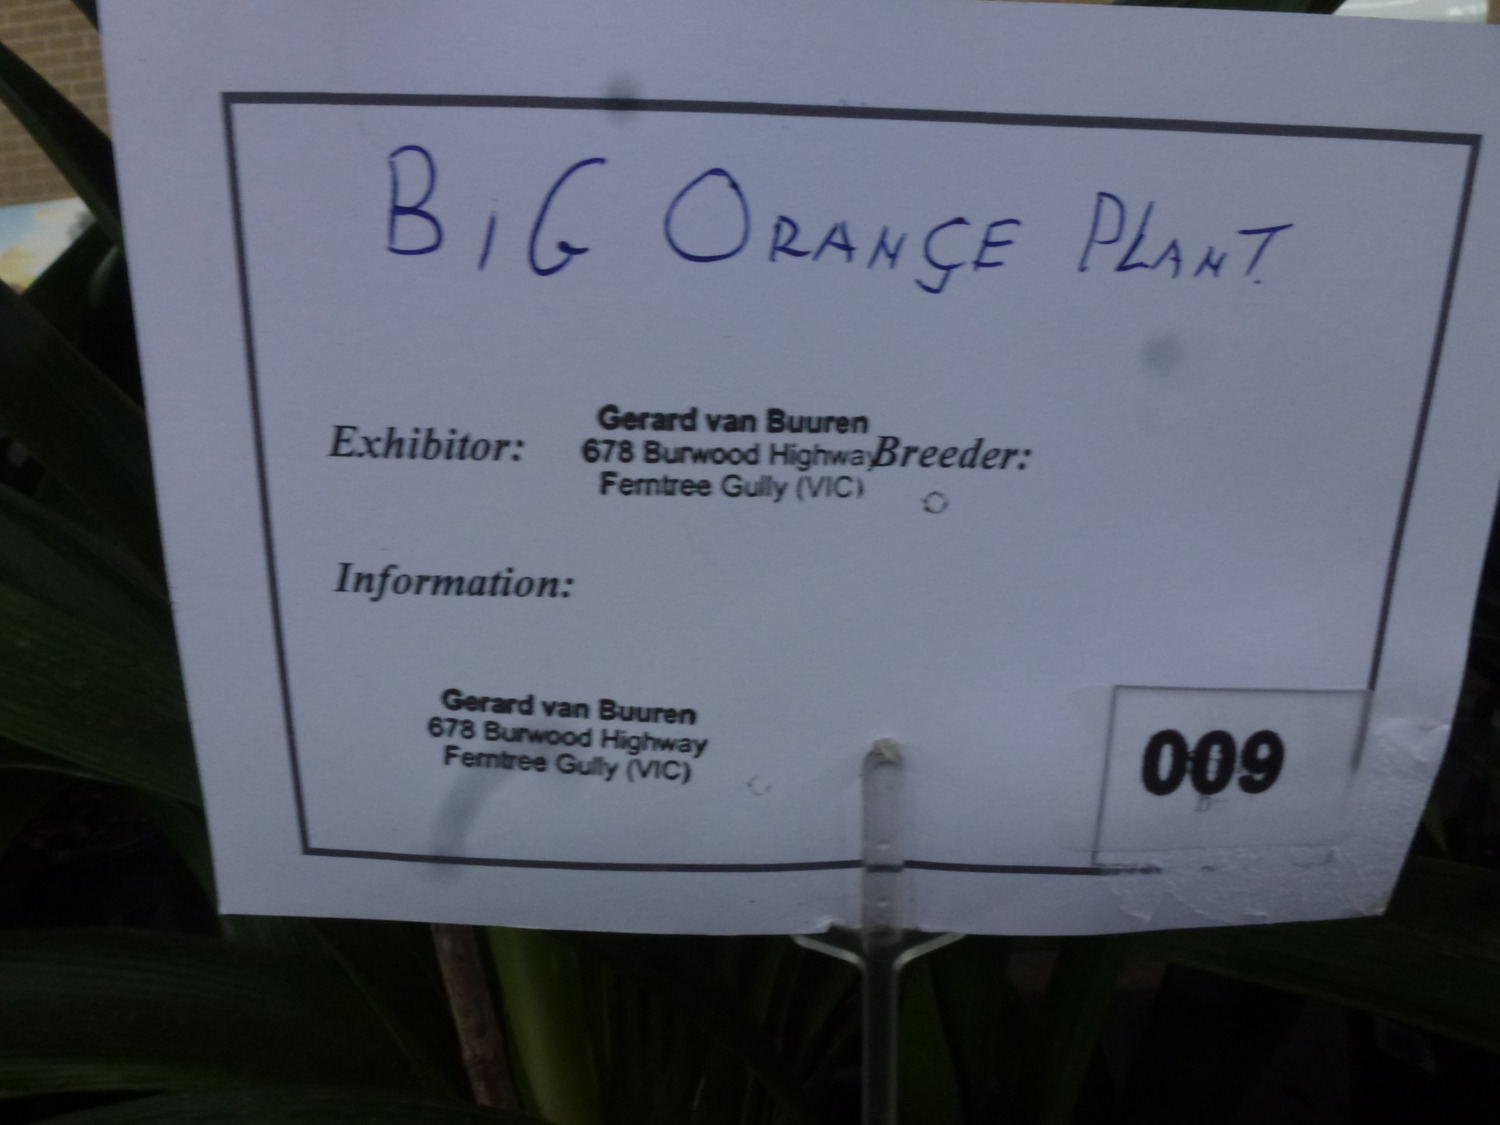 BiG ORANGE PLANT.
Gerard van Buuren
Exhibitor: 678 Burwood Highway Breeder:
Ferntree Gully (VIC)
Information:
Gerard van Buuren
678 Burwood Highway
Ferntree Gully (VIC)
009